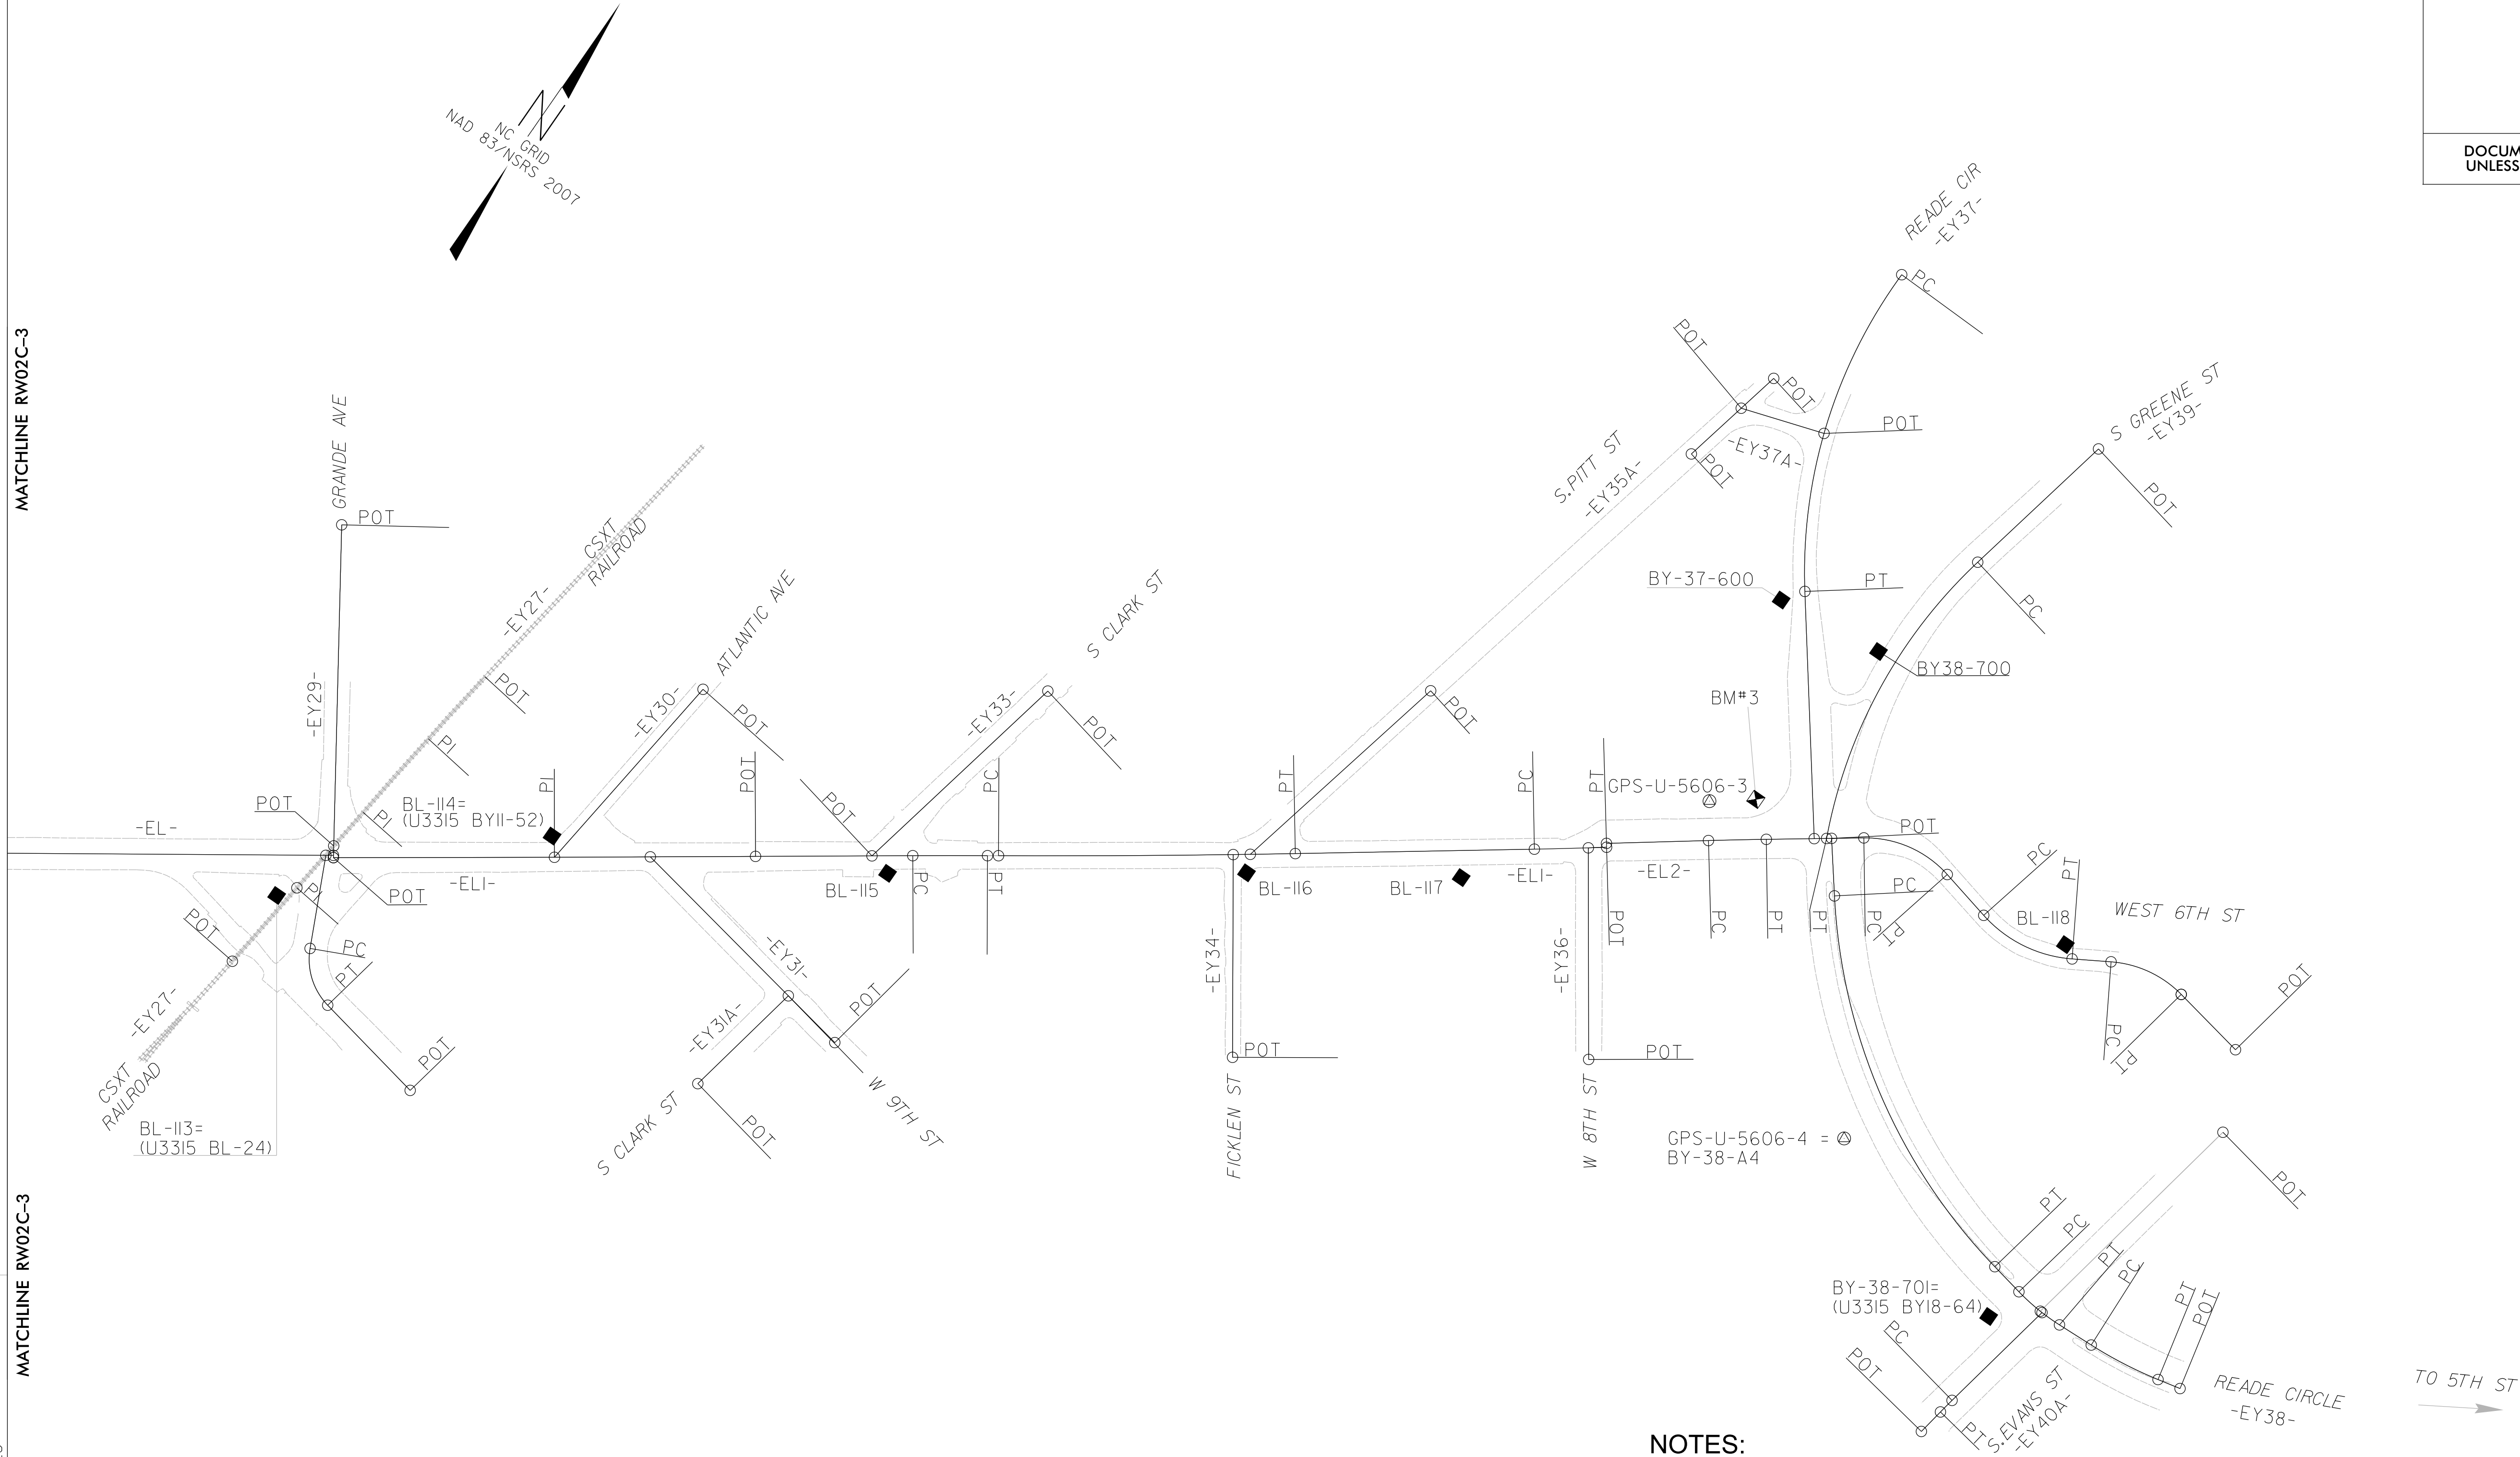 NC GRID
NAD 83/NSRS 2007
N
DOCUM
UNLESS
MATCHLINE RW02C-3
MATCHLINE RW02C-3
READE CIR
-EY37-
PC
S GREENE ST
-EY39-
POT
POT
POT
POT
-EY37A-
POT
S.PITT ST
-EY35A-
GRANDE AVE
POT
CSXT
RAILROAD
-EY27-
POT
PC
BY-37-600
PT
BY38-700
ATLANTIC AVE
S CLARK ST
-EY29-
PI
-EY30-
POT
-EY33-
POT
POT
BM#3
POT
BL-114=
(U3315 BY11-52)
PI
PI
POT
POT
PC
PT
PC
PT
GPS-U-5606-3
POT
-EL-
POT
-EL1-
BL-115
PC
PT
BL-116
BL-117
-EL1-
-EL2-
PC
PT
PT
PC
PC
PC
PT
PT
BL-118
WEST 6TH ST
PI
POT
PC
PT
-EY27-
CSXT
RAILROAD
POT
-EY31-
-EY31A-
POT
-EY34-
POT
-EY36-
POT
POT
PC
PT
POT
BL-113=
(U3315 BL-24)
S CLARK ST
POT
W 9TH ST
FICKLEN ST
W 8TH ST
GPS-U-5606-4 =
BY-38-A4
POT
PT
PC
PT
PC
PT
POT
BY-38-701=
(U3315 BY18-64)
PC
POT
PT
S.EVANS ST
-EY40A-
READE CIRCLE
-EY38-
TO 5TH ST
NOTES: